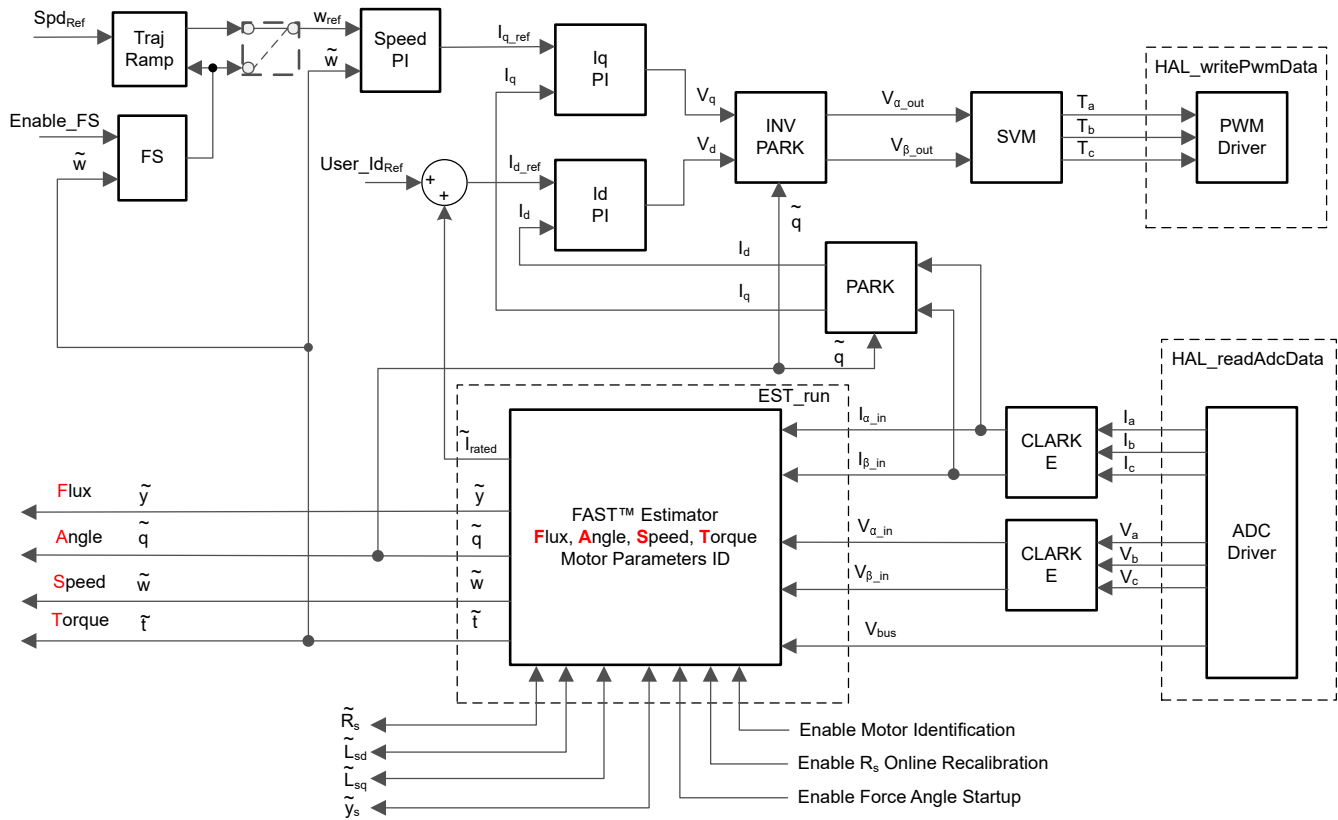 Spd_Ref
Traj
Ramp
w_ref
w̃
Speed
PI
I_q_ref
I_q
Iq
PI
Enable_FS
w̃
FS
User_Id_Ref
+
+
I_d_ref
I_d
Id
PI
V_q
V_d
INV
PARK
V_α_out
V_β_out
SVM
T_a
T_b
T_c
HAL_writePwmData
PWM
Driver
q̃
I_d
I_q
PARK
q̃
EST_run
HAL_readAdcData
Ĩ_rated
FAST™ Estimator
Flux, Angle, Speed, Torque
Motor Parameters ID
I_α_in
I_β_in
V_α_in
V_β_in
V_bus
CLARK
E
CLARK
E
I_a
I_b
I_c
V_a
V_b
V_c
ADC
Driver
Flux ỹ ỹ
Angle q̃ q̃
Speed w̃ w̃
Torque t̃ t̃
R̃_s
L̃_sd
L̃_sq
ỹ_s
Enable Motor Identification
Enable R_s Online Recalibration
Enable Force Angle Startup